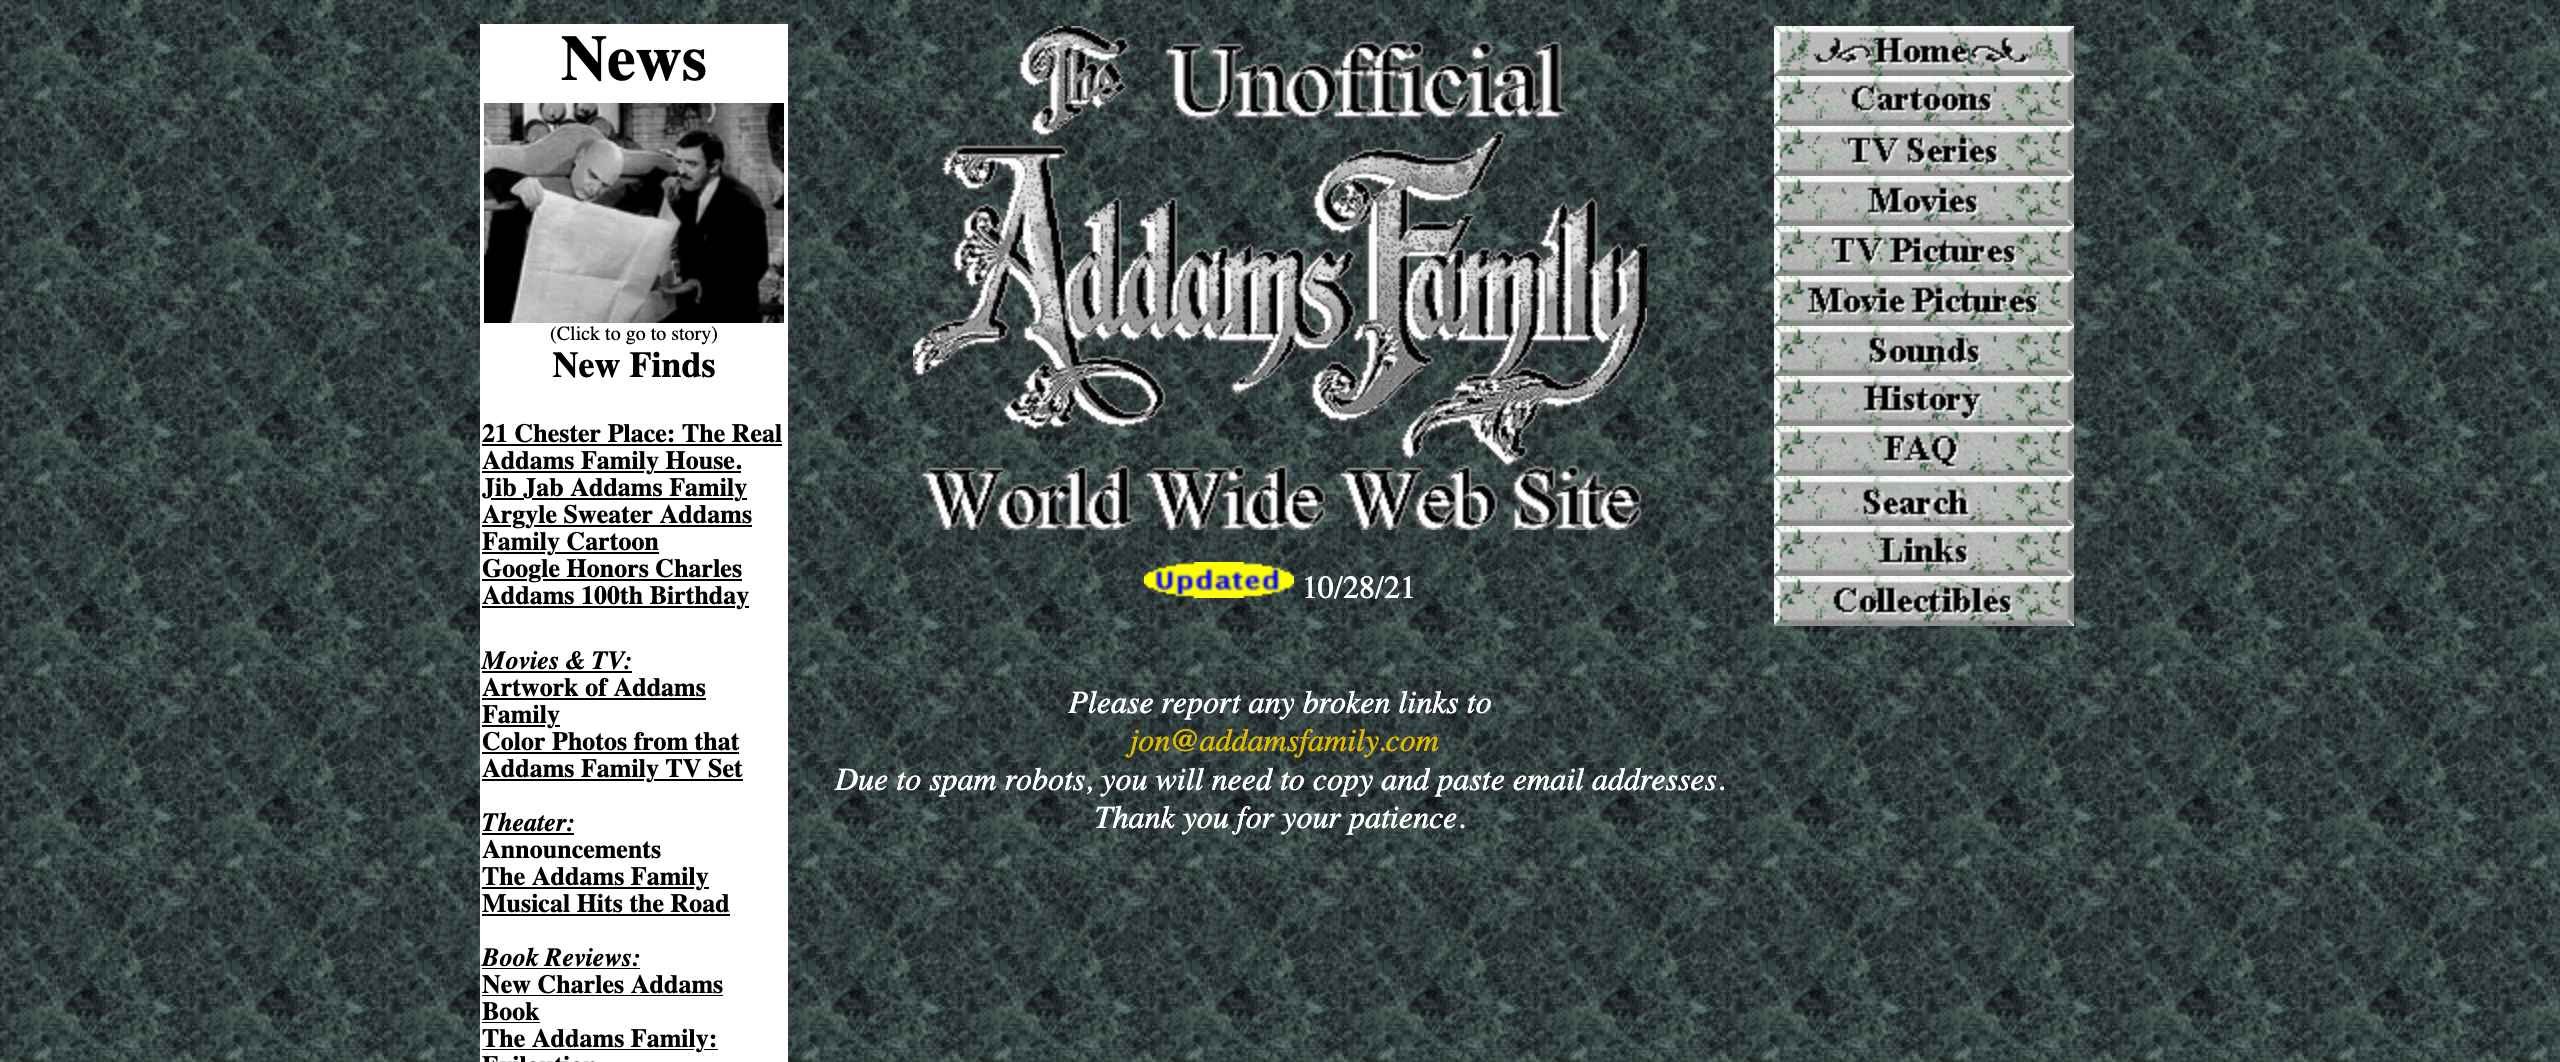 News
(Click to go to story)
New Finds
21 Chester Place: The Real
Addams Family House.
Jib Jab Addams Family
Argyle Sweater Addams
Family Cartoon
Google Honors Charles
Addams 100th Birthday
Movies & TV:
Artwork of Addams
Family
Color Photos from that
Addams Family TV Set
Theater:
Announcements
The Addams Family
Musical Hits the Road
Book Reviews:
New Charles Addams
Book
The Addams Family:
The Unofficial
Addams Family
World Wide Web Site
Updated 10/28/21
Please report any broken links to
jon@addamsfamily.com
Due to spam robots, you will need to copy and paste email addresses.
Thank you for your patience.
Home
Cartoons
TV Series
Movies
TV Pictures
Movie Pictures
Sounds
History
FAQ
Search
Links
Collectibles